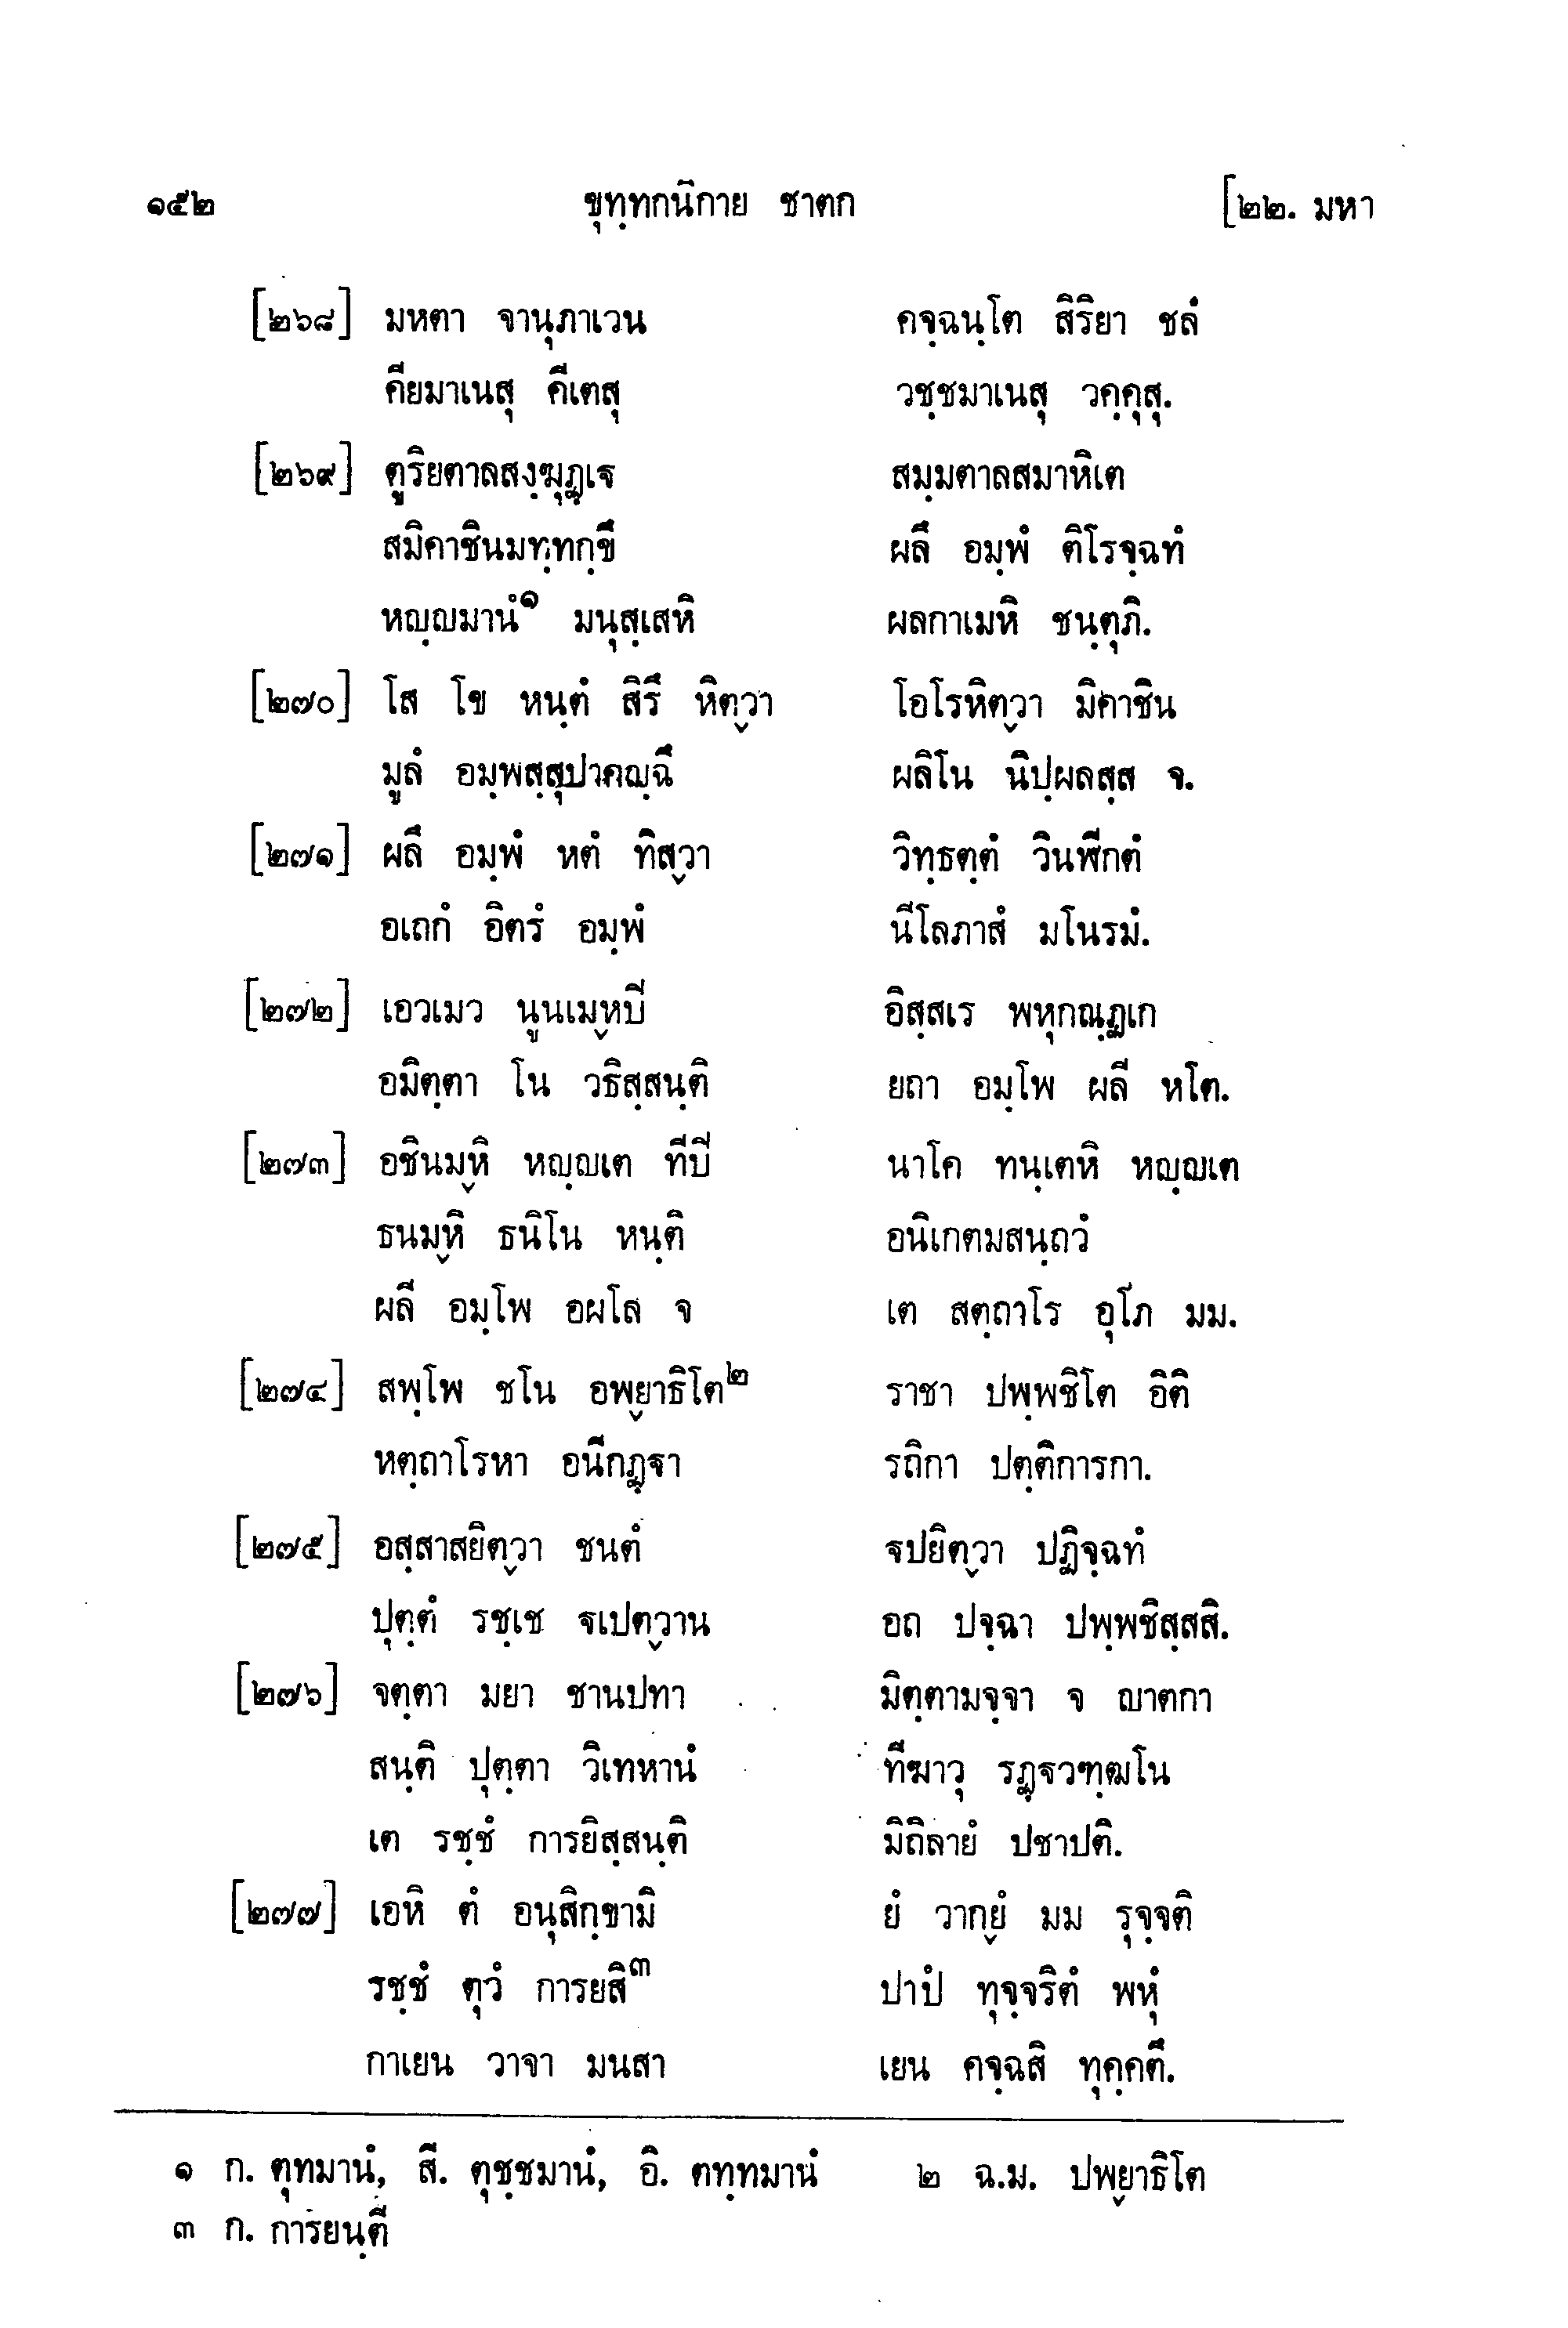 ๑๕๒ ขุทฺทกนิกาย ชาตก [๒๒. มหา
[๒๖๘] มหตา จานุภาเวน คจฺฉนฺโต สิริยา ชลํ
คียมาเนสุ คีเตสุ วชฺชมาเนสุ วคฺคุสุ.
[๒๖๙] ตูริยตาลสงฺฆุฏฺเฐ สมฺมตาลสมาหิเต
สมิคาชินมทฺทกฺขึ ผลึ อมฺพํ ติโรจฺฉทํ
หญฺญมานํ๑ มนุสฺเสหิ ผลกาเมหิ ชนฺตุภิ.
[๒๗๐] โส โข หนฺตํ สิรึ หิตฺวา โอโรหิตฺวา มิคาชิน
มูลํ อมฺพสฺสุปาคญฺฉึ ผลิโน นิปฺผลสฺส จ.
[๒๗๑] ผลึ อมฺพํ หตํ ทิสฺวา วิทฺธตฺตํ วินฬีกตํ
อเถกํ อิตรํ อมฺพํ นีโลภาสํ มโนรมํ.
[๒๗๒] เอวเมว นูนเมฺหปี อิสฺสเร พหุกณฺฏเก
อมิตฺตา โน วธิสฺสนฺติ ยถา อมฺโพ ผลี หโต.
[๒๗๓] อชินมฺหิ หญฺญเต ทีปี นาโค ทนฺเตหิ หญฺญเต
ธนมฺหิ ธนิโน หนฺติ อนิเกตมสนฺถวํ
ผลี อมฺโพ อผโล จ เต สตฺถาโร อุโภ มม.
[๒๗๔] สพฺโพ ชโน อพฺยาธิโต๒ ราชา ปพฺพชิโต อิติ
หตฺถาโรหา อนีกฏฺฐา รถิกา ปตฺติการกา.
[๒๗๕] อสฺสาสยิตฺวา ชนตํ ฐปยิตฺวา ปฏิจฺฉทํ
ปุตฺตํ รชฺเช ฐเปตฺวาน อถ ปจฺฉา ปพฺพชิสฺสสิ.
[๒๗๖] จตฺตา มยา ชานปทา มิตฺตามจฺจา จ ญาตกา
สนฺติ ปุตฺตา วิเทหานํ ทีฆาวุ รฏฺฐวฑฺฒโน
เต รชฺชํ การยิสฺสนฺติ มิถิลายํ ปชาปติ.
[๒๗๗] เอหิ ตํ อนุสิกฺขามิ ยํ วากฺยํ มม รุจฺจติ
รชฺชํ ตุวํ การยสิ๓ ปาปํ ทุจฺจริตํ พหุํ
กาเยน วาจา มนสา เยน คจฺฉสิ ทุคฺคตึ.
๑ ก. ตุทมานํ, สี. ตุชฺชมานํ, อิ. ตทฺทมานํ ๒ ฉ.ม. ปพฺยาธิโต
๓ ก. การยนฺตี